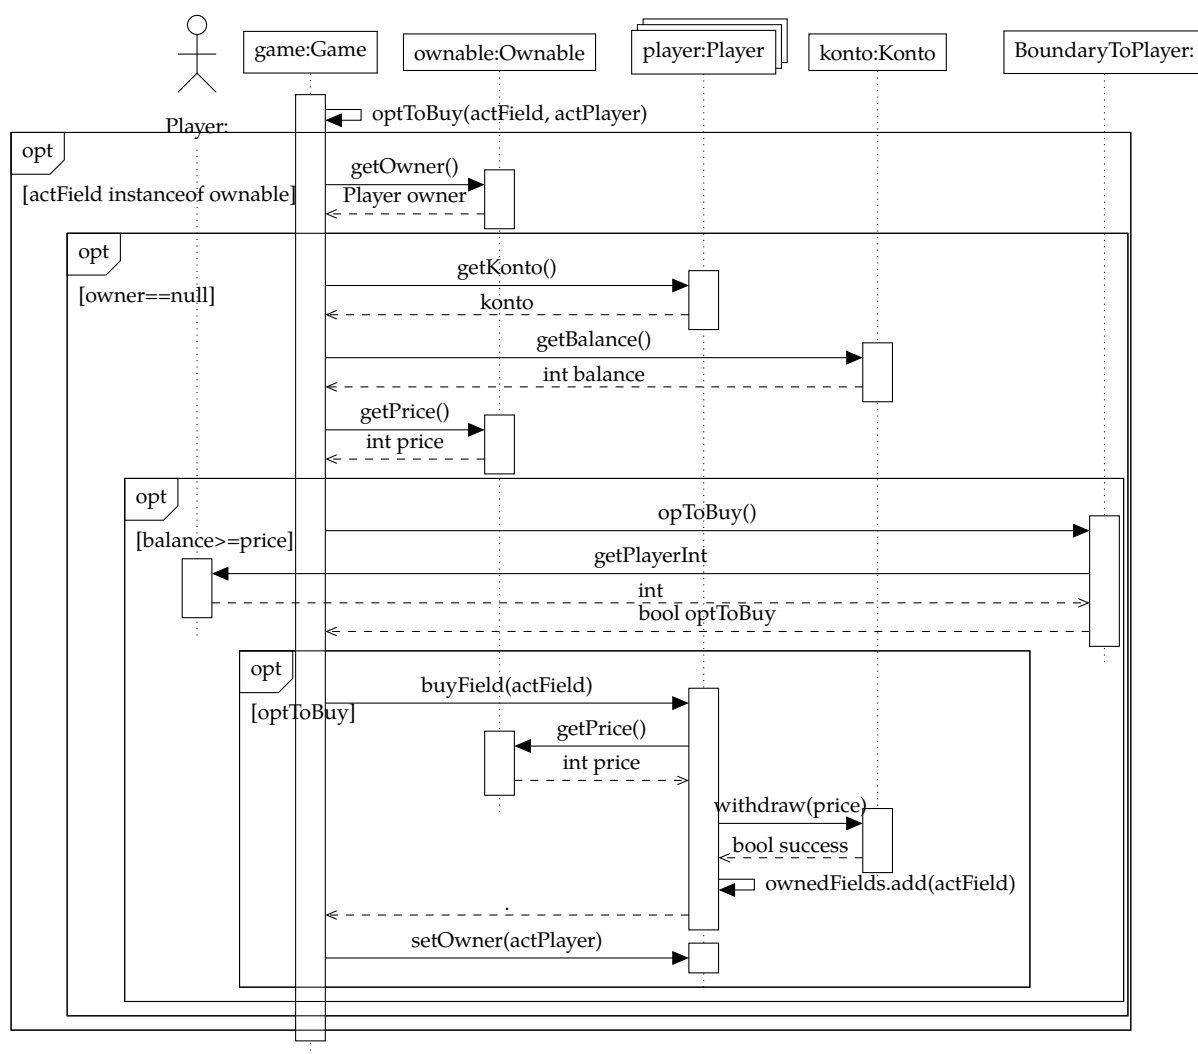 game:Game
ownable:Ownable
player:Player
konto:Konto
BoundaryToPlayer:
Player:
optToBuy(actField, actPlayer)
opt
[actField instanceof ownable]
getOwner()
Player owner
opt
[owner==null]
getKonto()
konto
getBalance()
int balance
getPrice()
int price
opt
[balance>=price]
opToBuy()
getPlayerInt
int
bool optToBuy
opt
[optToBuy]
buyField(actField)
getPrice()
int price
withdraw(price)
bool success
ownedFields.add(actField)
.
setOwner(actPlayer)